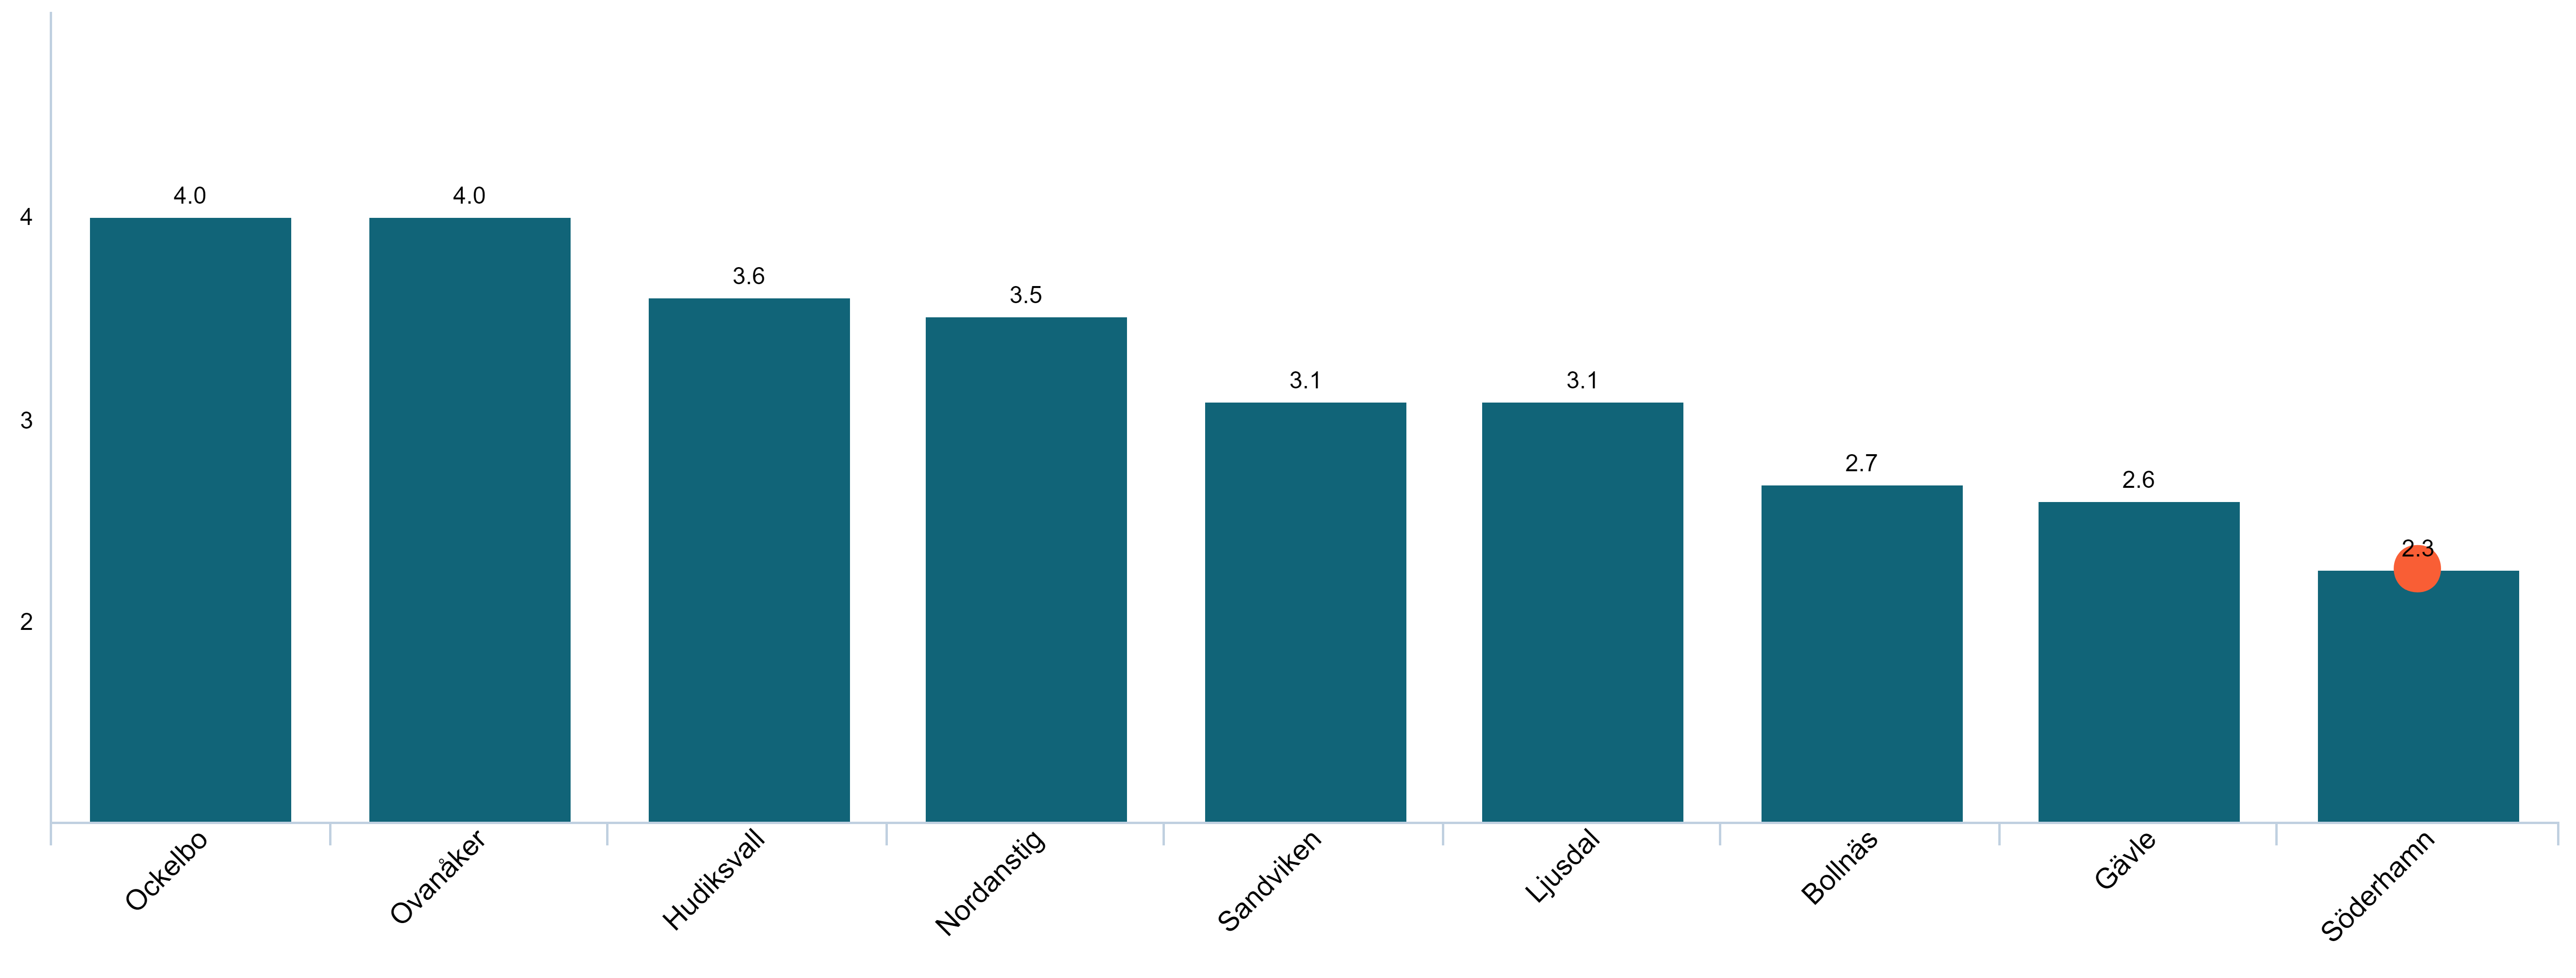 4.0
4.0
3.6
3.5
3.1
3.1
2.7
2.6
2.3
4
3
2
Ockelbo
Ovanåker
Hudiksvall
Nordanstig
Sandviken
Ljusdal
Bollnäs
Gävle
Söderhamn